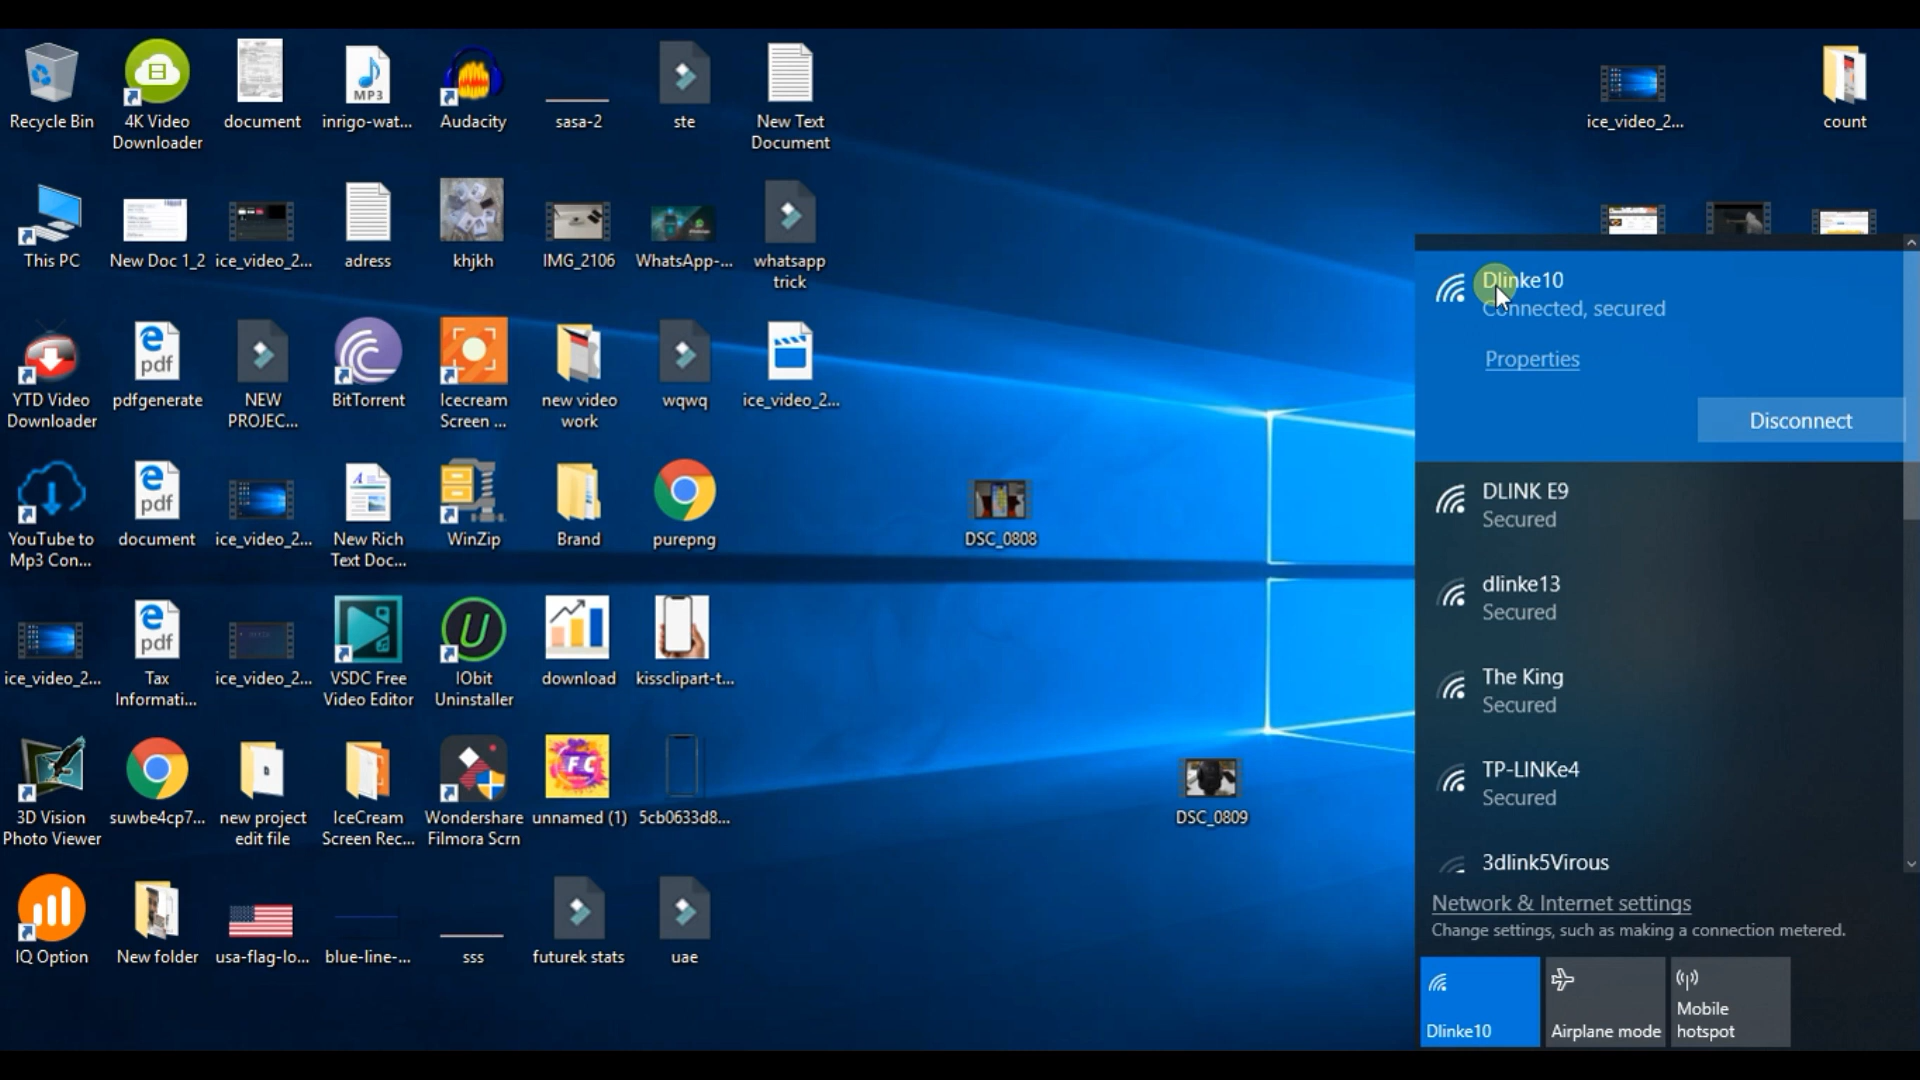 Recycle Bin
4K Video
Downloader
document
MP3
inrigo-wat...
Audacity
sasa-2
ste
New Text
Document
ice_video_2...
count
This PC
New Doc 1_2
ice_video_2...
adress
khjkh
IMG_2106
WhatsApp-...
whatsapp
trick
YTD Video
Downloader
pdf
pdfgenerate
NEW
PROJEC...
BitTorrent
Icecream
Screen ...
new video
work
wqwq
ice_video_2...
YouTube to
Mp3 Con...
pdf
document
ice_video_2...
New Rich
Text Doc...
WinZip
Brand
purepng
DSC_0808
ice_video_2...
pdf
Tax
Informati...
ice_video_2...
VSDC Free
Video Editor
IObit
Uninstaller
download
kissclipart-t...
3D Vision
Photo Viewer
suwbe4cp7...
new project
edit file
IceCream
Screen Rec...
Wondershare
Filmora Scrn
FC
unnamed (1)
5cb0633d8...
DSC_0809
IQ Option
New folder
usa-flag-lo...
blue-line-...
sss
futurek stats
uae
Dlinke10
Connected, secured
Properties
Disconnect
DLINK E9
Secured
dlinke13
Secured
The King
Secured
TP-LINKe4
Secured
3dlink5Virous
Network & Internet settings
Change settings, such as making a connection metered.
Dlinke10
Airplane mode
Mobile
hotspot